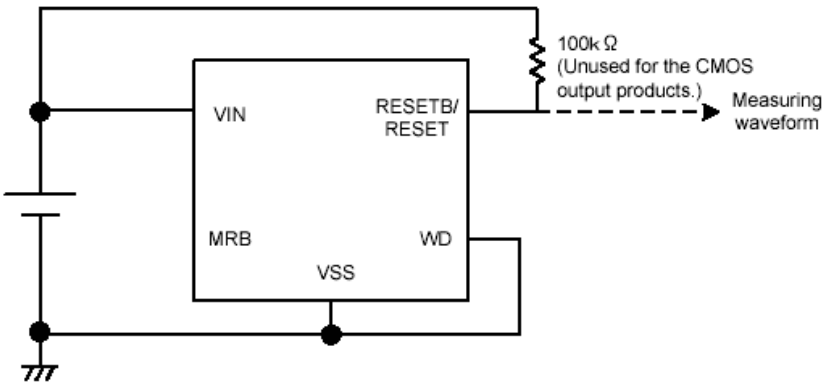 100k Ω
(Unused for the CMOS
output products.)
Measuring
waveform
VIN
RESETB/
RESET
MRB
WD
VSS